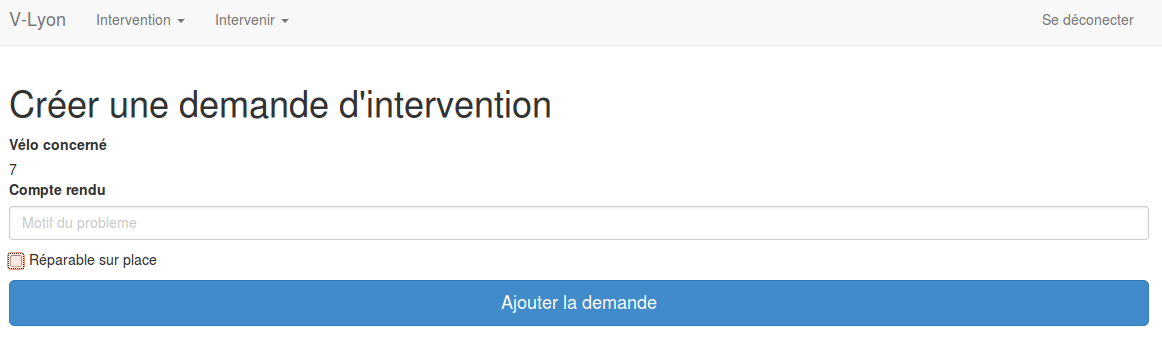 V-Lyon Intervention Intervenir Se déconecter
Créer une demande d'intervention
Vélo concerné
7
Compte rendu
Motif du probleme
Réparable sur place
Ajouter la demande